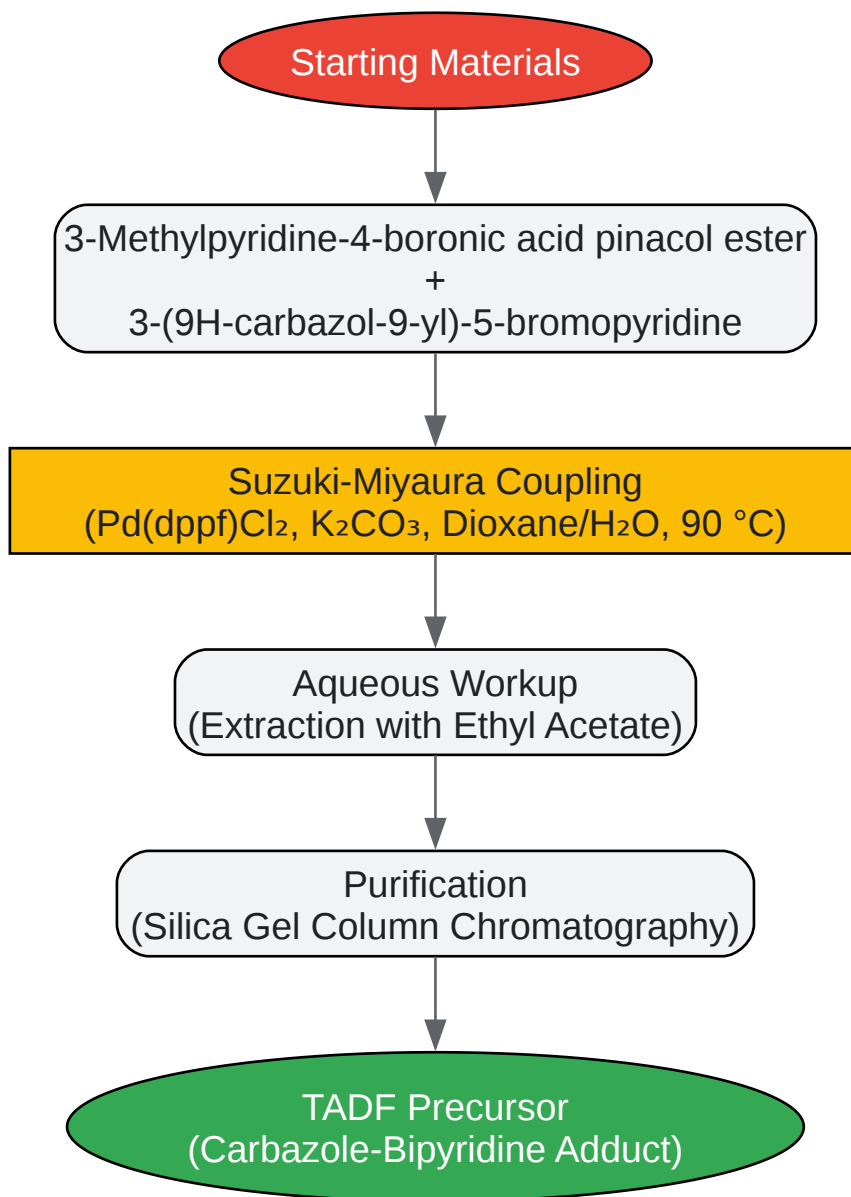 Starting Materials
3-Methylpyridine-4-boronic acid pinacol ester
+
3-(9H-carbazol-9-yl)-5-bromopyridine
Suzuki-Miyaura Coupling
(Pd(dppf)Cl₂, K₂CO₃, Dioxane/H₂O, 90 °C)
Aqueous Workup
(Extraction with Ethyl Acetate)
Purification
(Silica Gel Column Chromatography)
TADF Precursor
(Carbazole-Bipyridine Adduct)